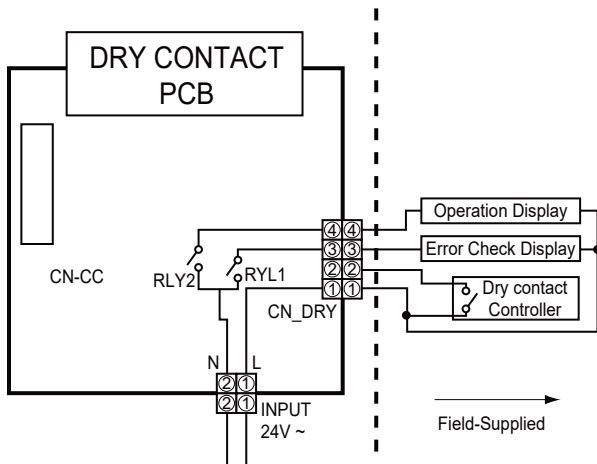 DRY CONTACT
PCB
④ ④ Operation Display
③ ③ Error Check Display
CN-CC
RLY2
RYL1
② ② Dry contact
① ① Controller
CN_DRY
N L
② ①
② ① INPUT
24V ~
Field-Supplied